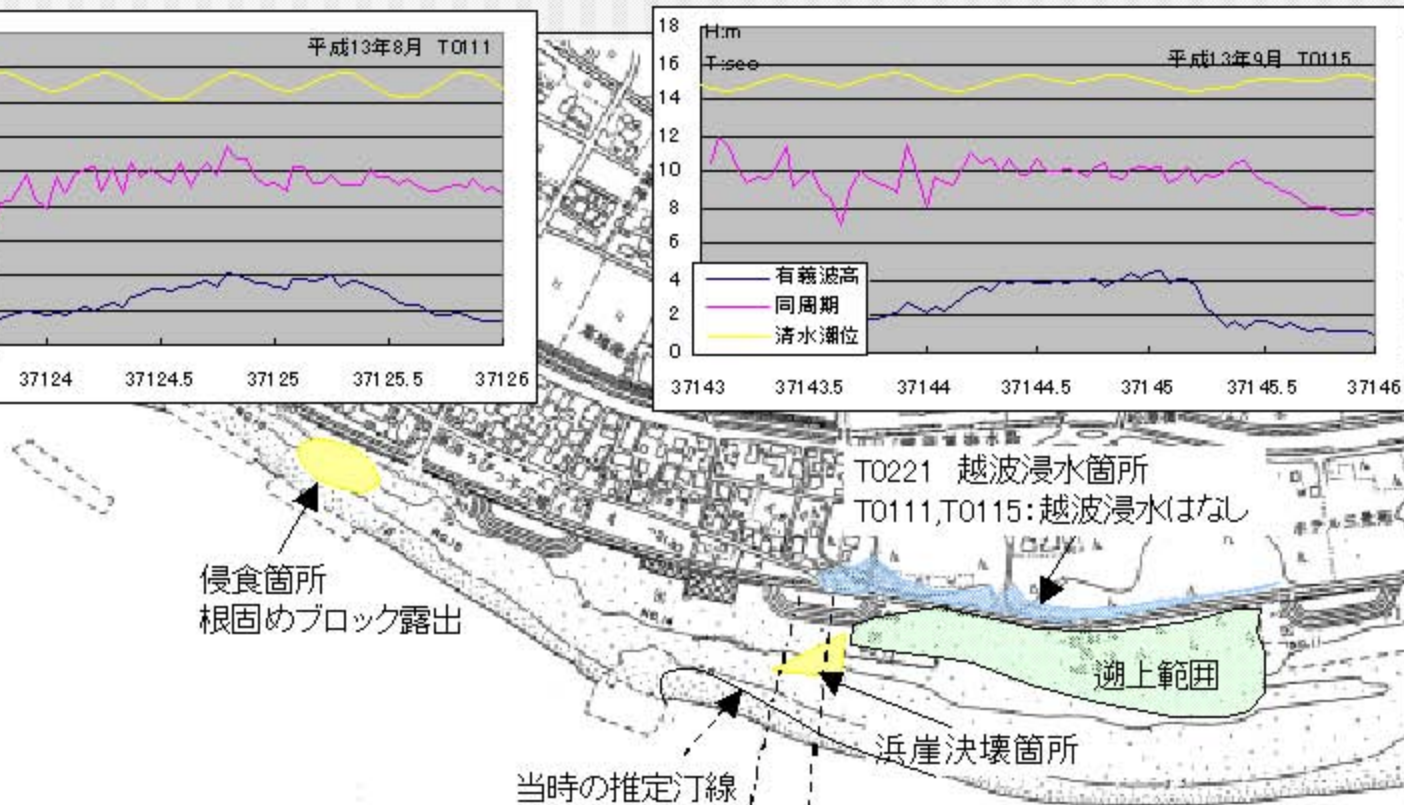 平成13年8月 T0111
37124 37124.5 37125 37125.5 37126
18
16
14
12
10
8
6
4
2
0
H:m
T:sec
平成13年9月 T0115
有義波高
同周期
清水潮位
37143 37143.5 37144 37144.5 37145 37145.5 37146
T0221 越波浸水箇所
T0111,T0115:越波浸水はなし
侵食箇所
根固めブロック露出
遡上範囲
浜崖決壊箇所
当時の推定汀線